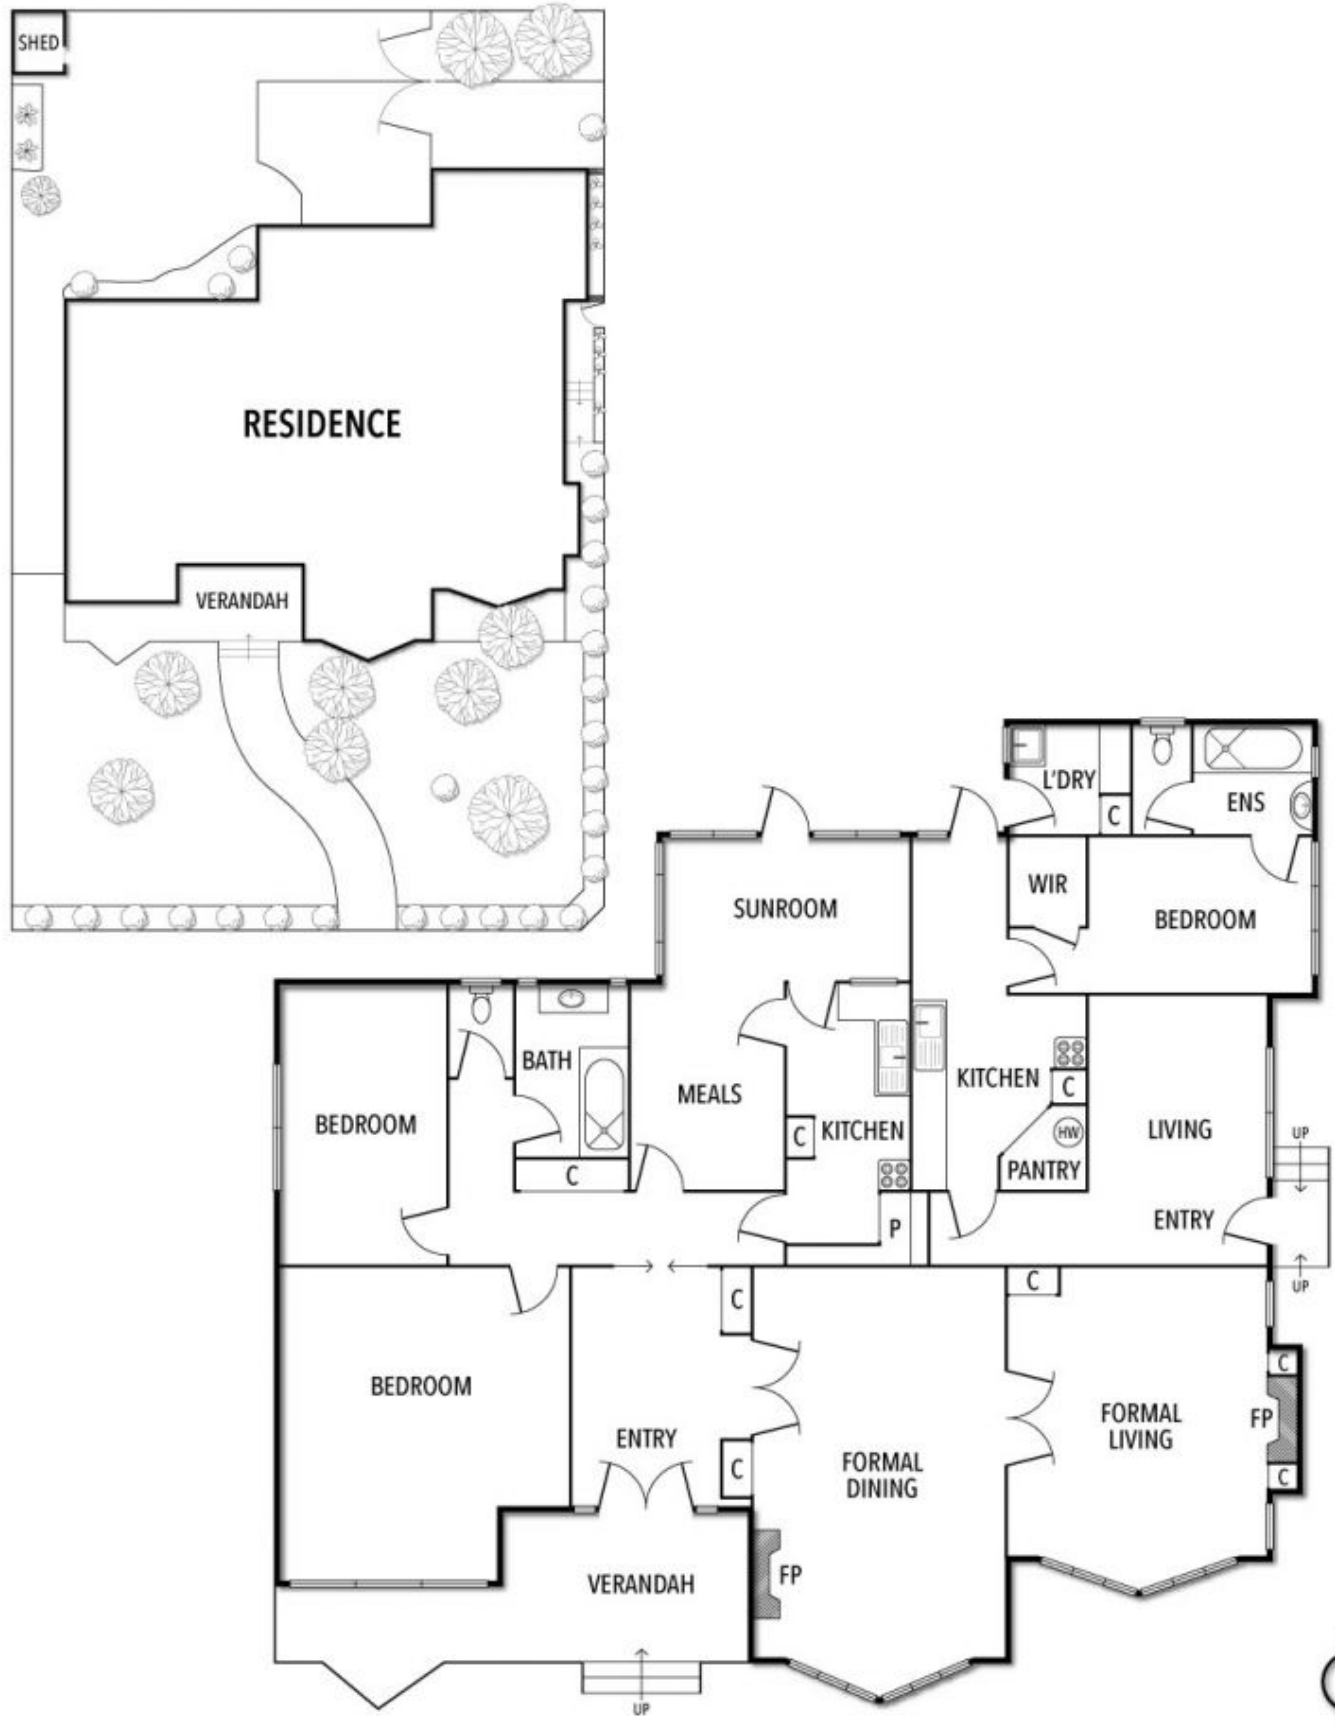 SHED
RESIDENCE
VERANDAH
L'DRY
C
ENS
WIR
BEDROOM
SUNROOM
BATH
BEDROOM
MEALS
C
KITCHEN
KITCHEN
C
HW
PANTRY
LIVING
UP
C
P
ENTRY
UP
C
C
BEDROOM
ENTRY
C
FORMAL
DINING
FORMAL
LIVING
C
FP
C
VERANDAH
FP
UP